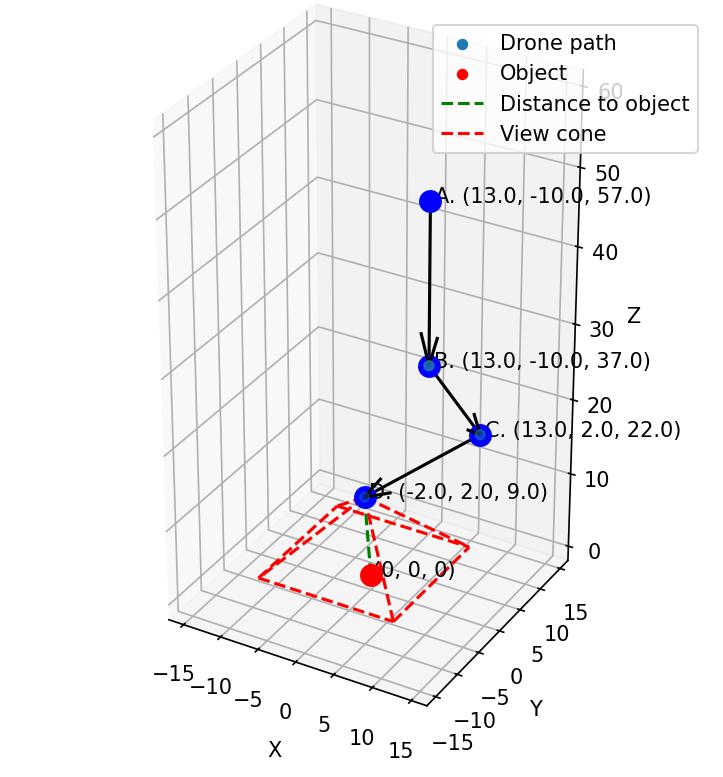 Drone path
Object
Distance to object
View cone
60
50
40
30
20
10
0
Z
A. (13.0, -10.0, 57.0)
B. (13.0, -10.0, 37.0)
C. (13.0, 2.0, 22.0)
D. (-2.0, 2.0, 9.0)
(0, 0, 0)
15
10
5
0
−5
−10
−15
Y
−15
−10
−5
0
5
10
15
X